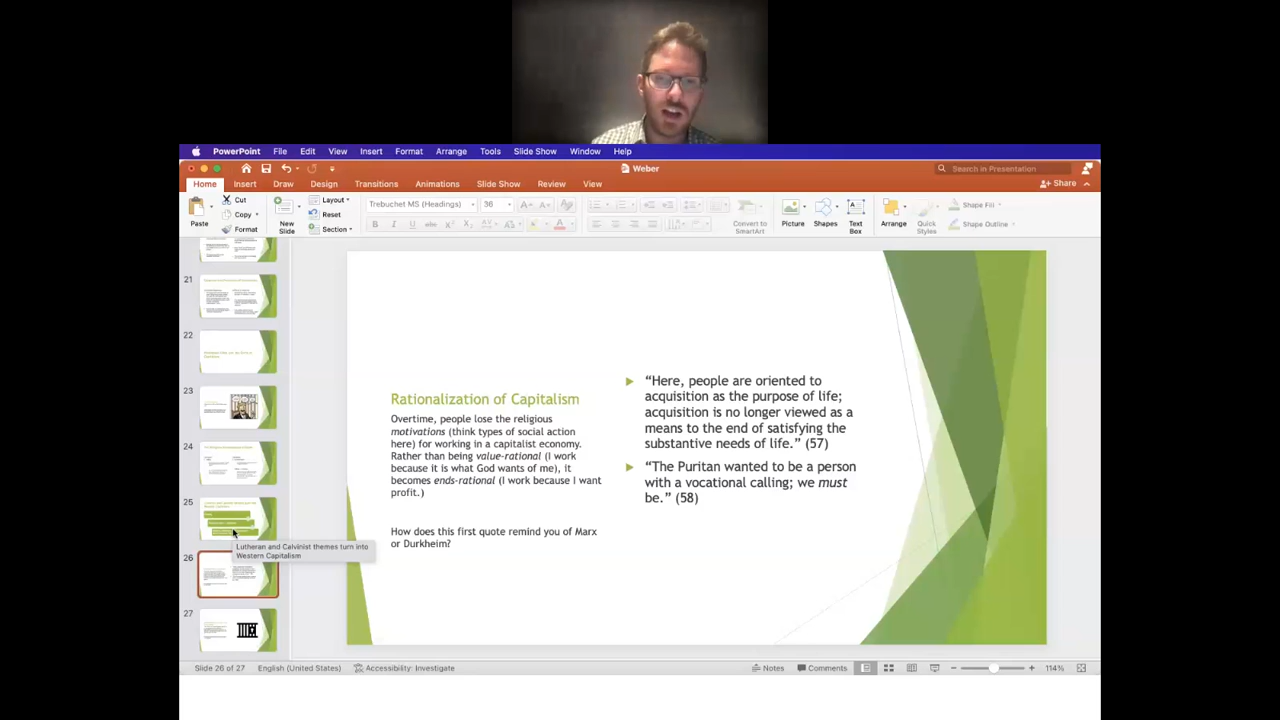 PowerPoint File Edit View Insert Format Arrange Tools Slide Show Window Help
Weber
Search in Presentation
Home Insert Draw Design Transitions Animations Slide Show Review View
Share
Paste
Cut
Copy
Format
New
Slide
Layout
Reset
Section
Trebuchet MS (Headings)
36
Convert to
SmartArt
Picture
Shapes
Text
Box
Arrange
Quick
Styles
Shape Fill
Shape Outline
21
22
23
24
25
26
27
Lutheran and Calvinist themes turn into
Western Capitalism
Rationalization of Capitalism
Overtime, people lose the religious
motivations (think types of social action
here) for working in a capitalist economy.
Rather than being value-rational (I work
because it is what God wants of me), it
becomes ends-rational (I work because I want
profit.)
How does this first quote remind you of Marx
or Durkheim?
“Here, people are oriented to
acquisition as the purpose of life;
acquisition is no longer viewed as a
means to the end of satisfying the
substantive needs of life.” (57)
“The Puritan wanted to be a person
with a vocational calling; we must
be.” (58)
Slide 26 of 27 English (United States) Accessibility: Investigate
Notes Comments 114%